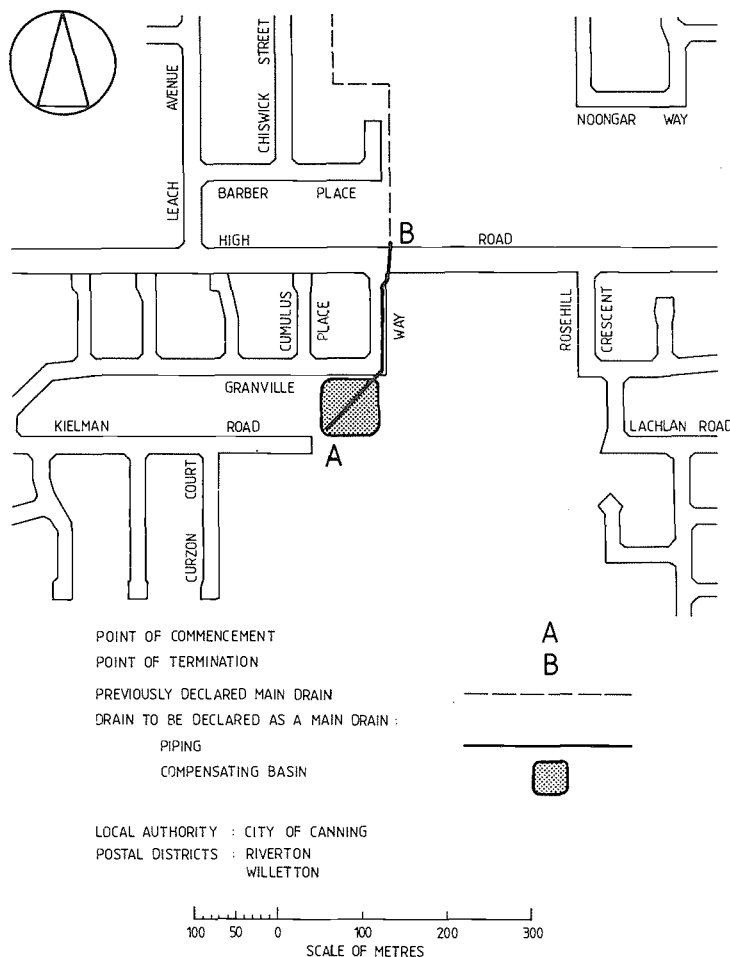 STREET
AVENUE
CHISWICK
NOONGAR WAY
LEACH
BARBER PLACE
HIGH ROAD
B
CUMULUS
PLACE
WAY
ROSEHILL
CRESCENT
GRANVILLE
KIELMAN ROAD
LACHLAN ROAD
A
CURZON COURT
POINT OF COMMENCEMENT A
POINT OF TERMINATION B
PREVIOUSLY DECLARED MAIN DRAIN
DRAIN TO BE DECLARED AS A MAIN DRAIN :
PIPING
COMPENSATING BASIN
LOCAL AUTHORITY : CITY OF CANNING
POSTAL DISTRICTS : RIVERTON
WILLETTON
100 50 0 100 200 300
SCALE OF METRES